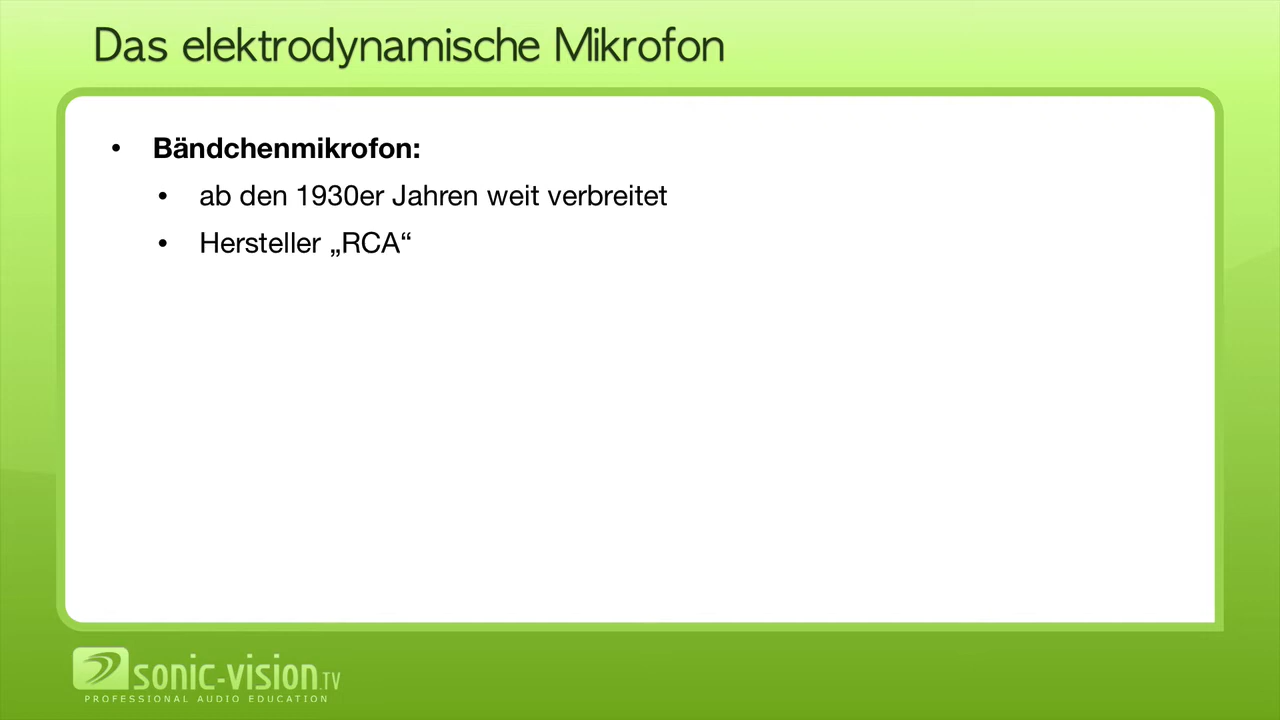 Das elektrodynamische Mikrofon
• Bändchenmikrofon:
• ab den 1930er Jahren weit verbreitet
• Hersteller „RCA“
sonic-vision.TV
PROFESSIONAL AUDIO EDUCATION